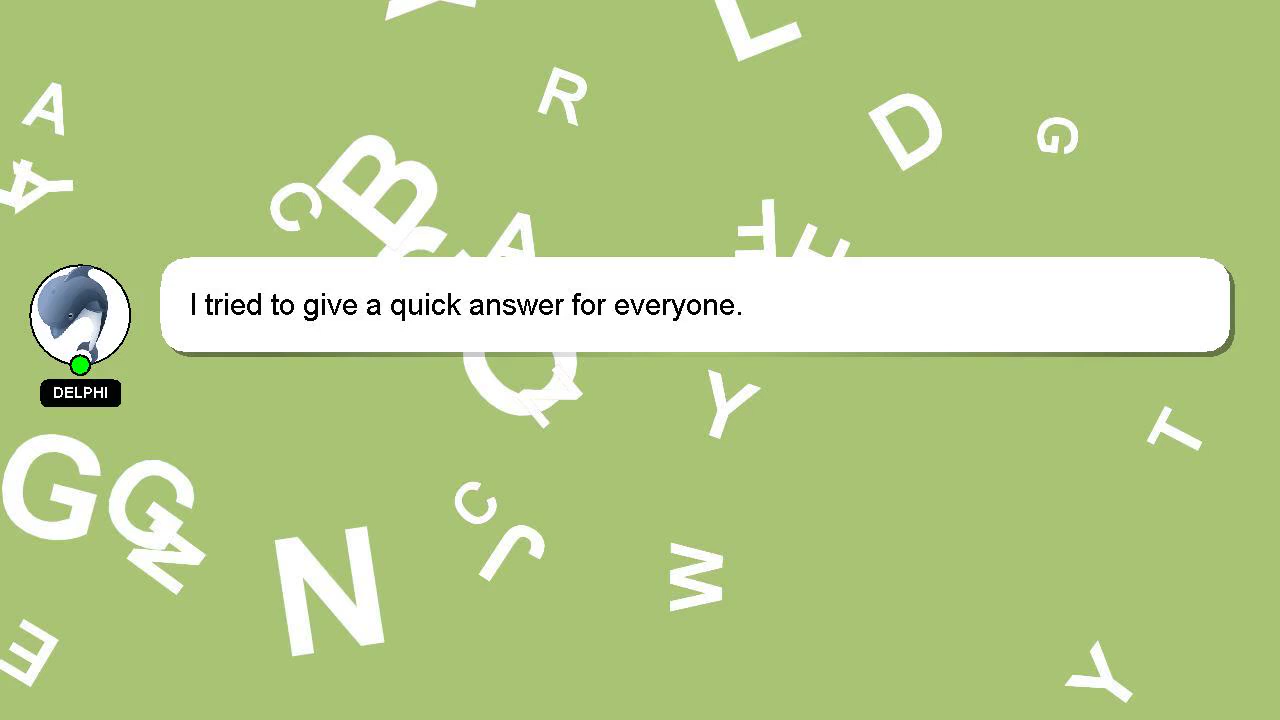 I tried to give a quick answer for everyone.
DELPHI
L
R
A
D
G
B
C
A
Y
A
Q
Y
T
G
G
N
C
J
N
W
E
Y